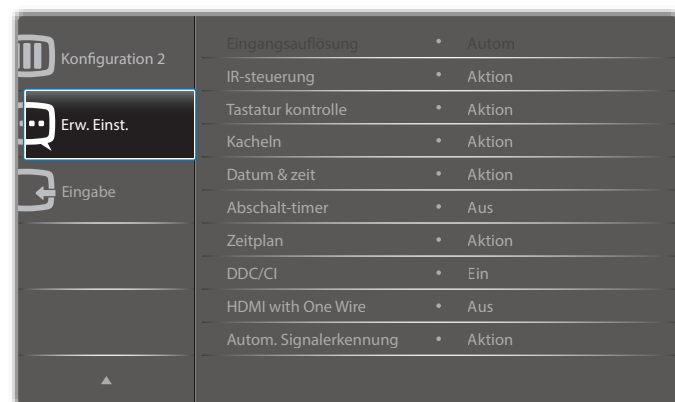 Konfiguration 2
Erw. Einst.
Eingabe
Eingangsauflösung • Autom
IR-steuerung • Aktion
Tastatur kontrolle • Aktion
Kacheln • Aktion
Datum & zeit • Aktion
Abschalt-timer • Aus
Zeitplan • Aktion
DDC/CI • Ein
HDMI with One Wire • Aus
Autom. Signalerkennung • Aktion